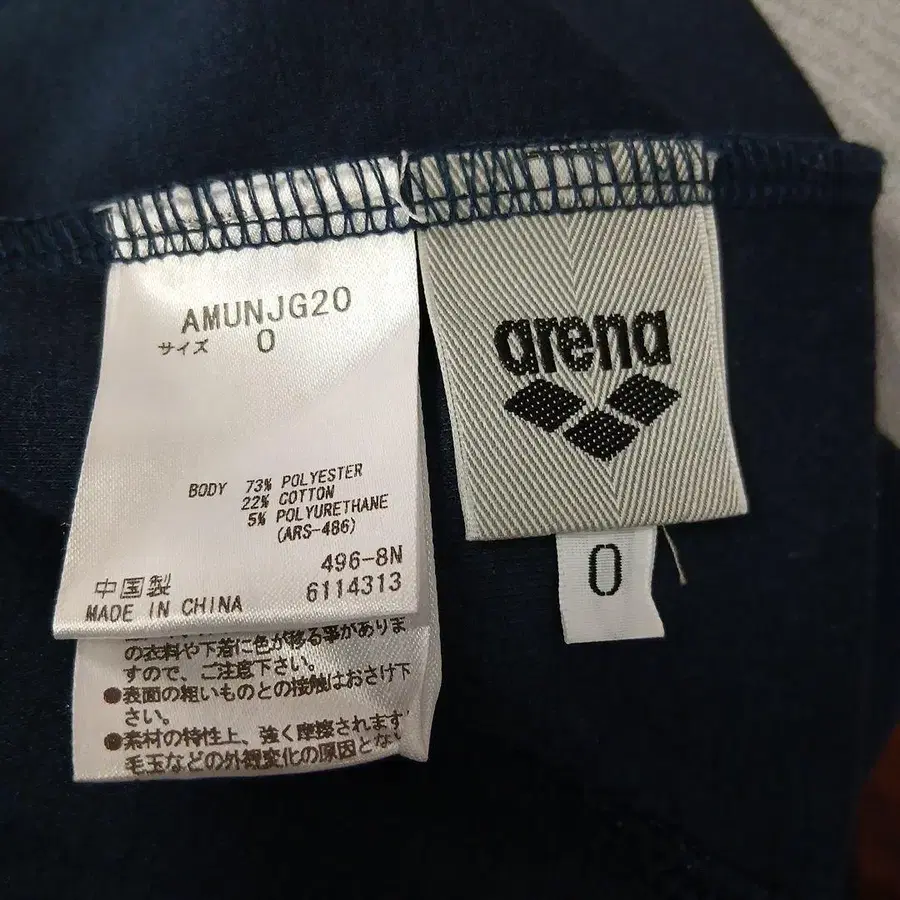 AMUNJG20
サイズ 0
BODY 73% POLYESTER
22% COTTON
5% POLYURETHANE
(ARS-486)
496-8N
中国製 6114313
MADE IN CHINA
の衣料や下着に色が移る事がありま
すので、ご注意下さい。
●表面の粗いものとの接触はおさけ下
さい。
●素材の特性上、強く摩擦されます
毛玉などの外観変化の原因とな
arena
0